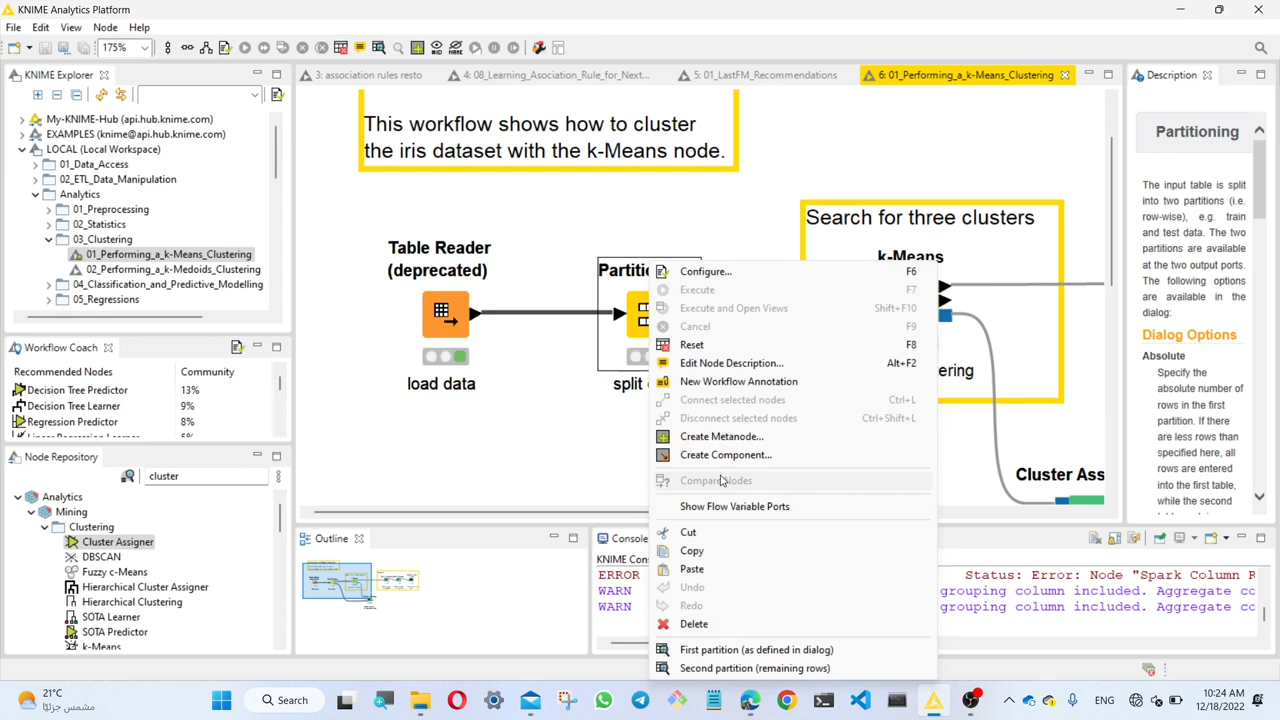 KNIME Analytics Platform
File Edit View Node Help
175%
KNIME Explorer
3: association rules resto
4: 08_Learning_Asociation_Rule_for_Next...
5: 01_LastFM_Recommendations
6: 01_Performing_a_k-Means_Clustering
Description
My-KNIME-Hub (api.hub.knime.com)
EXAMPLES (knime@api.hub.knime.com)
LOCAL (Local Workspace)
01_Data_Access
02_ETL_Data_Manipulation
Analytics
01_Preprocessing
02_Statistics
03_Clustering
01_Performing_a_k-Means_Clustering
02_Performing_a_k-Medoids_Clustering
04_Classification_and_Predictive_Modelling
05_Regressions
Workflow Coach
Recommended Nodes Community
Decision Tree Predictor 13%
Decision Tree Learner 9%
Regression Predictor 8%
Node Repository
cluster
Analytics
Mining
Clustering
Cluster Assigner
DBSCAN
Fuzzy c-Means
Hierarchical Cluster Assigner
Hierarchical Clustering
SOTA Learner
SOTA Predictor
k-Means
This workflow shows how to cluster
the iris dataset with the k-Means node.
Table Reader
(deprecated)
load data
Partitio
split
Search for three clusters
k-Means
ering
Cluster Ass
Configure... F6
Execute F7
Execute and Open Views Shift+F10
Cancel F9
Reset F8
Edit Node Description... Alt+F2
New Workflow Annotation
Connect selected nodes Ctrl+L
Disconnect selected nodes Ctrl+Shift+L
Create Metanode...
Create Component...
Compare Nodes
Show Flow Variable Ports
Cut
Copy
Paste
Undo
Redo
Delete
First partition (as defined in dialog)
Second partition (remaining rows)
Partitioning
The input table is split
into two partitions (i.e.
row-wise), e.g. train
and test data. The two
partitions are available
at the two output ports.
The following options
are available in the
dialog:
Dialog Options
Absolute
Specify the
absolute number of
rows in the first
partition. If there
are less rows than
specified here, all
rows are entered
into the first table,
while the second
Outline
Console
KNIME Con
ERROR Status: Error: Node "Spark Column R
WARN grouping column included. Aggregate co
WARN grouping column included. Aggregate co
21°C
مشمس جزئيًا
Search
ENG
10:24 AM
12/18/2022